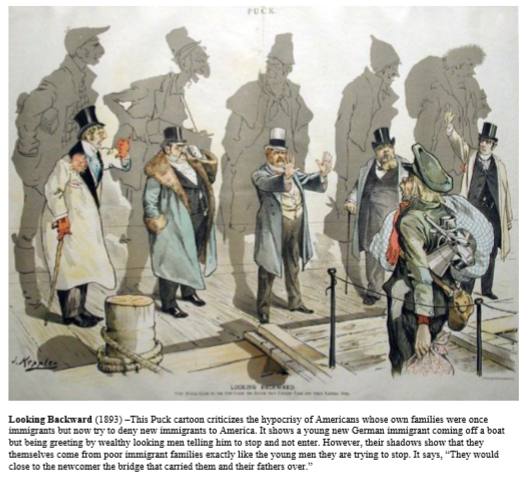 PUCK.
J. Keppler
LOOKING BACKWARD.
Looking Backward (1893) –This Puck cartoon criticizes the hypocrisy of Americans whose own families were once
immigrants but now try to deny new immigrants to America. It shows a young new German immigrant coming off a boat
but being greeting by wealthy looking men telling him to stop and not enter. However, their shadows show that they
themselves come from poor immigrant families exactly like the young men they are trying to stop. It says, “They would
close to the newcomer the bridge that carried them and their fathers over.”